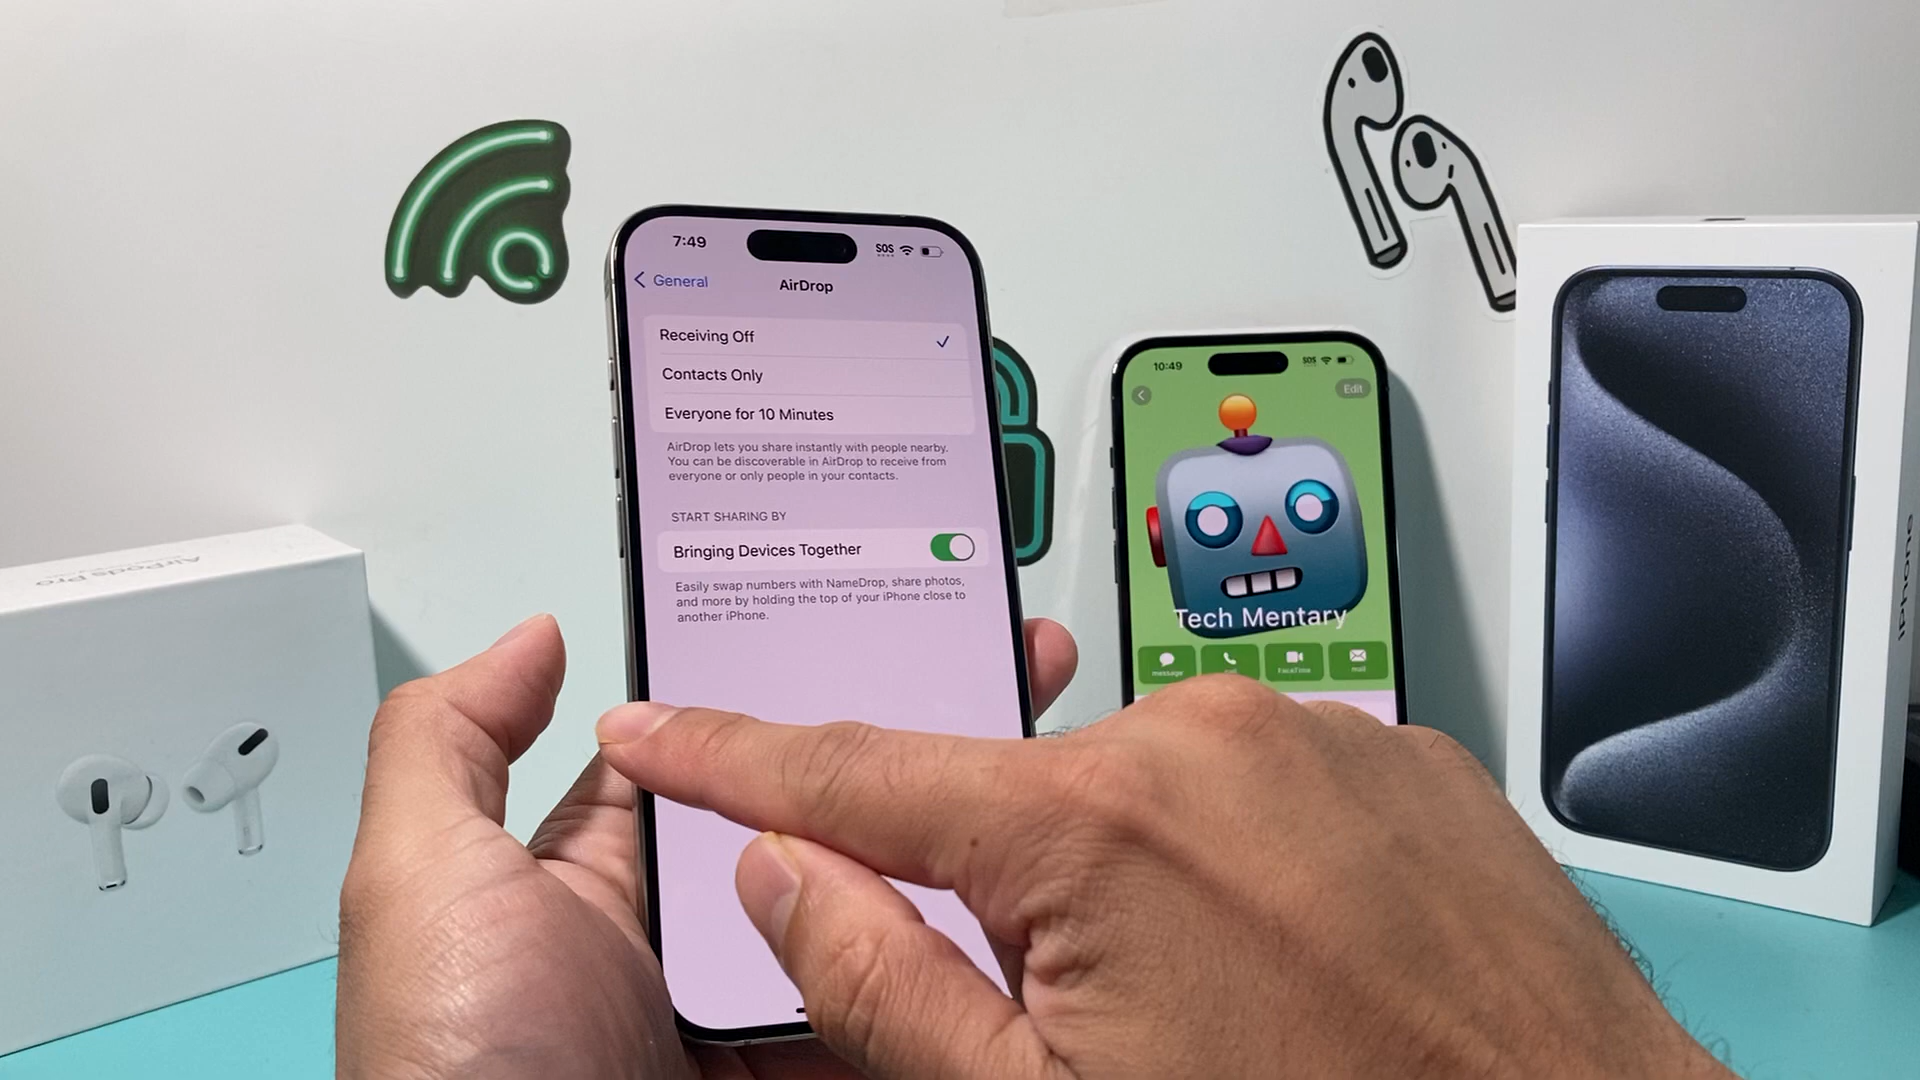 7:49
SOS
General
AirDrop
Receiving Off
Contacts Only
Everyone for 10 Minutes
AirDrop lets you share instantly with people nearby.
You can be discoverable in AirDrop to receive from
everyone or only people in your contacts.
START SHARING BY
Bringing Devices Together
Easily swap numbers with NameDrop, share photos,
and more by holding the top of your iPhone close to
another iPhone.
10:49
SOS
Edit
Tech Mentary
message
FaceTime
mail
iPhone
AirPods Pro